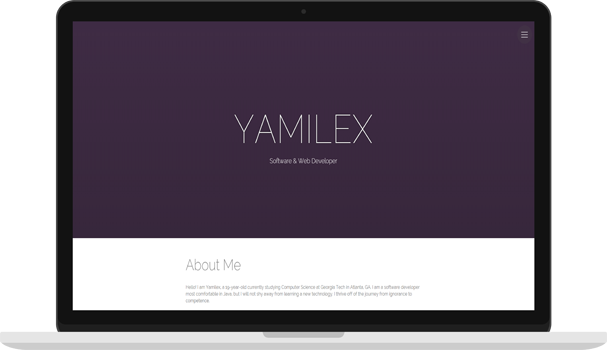 YAMILEX
Software & Web Developer
About Me
Hello! I am Yamilex, a 19-year-old currently studying Computer Science at Georgia Tech in Atlanta, GA. I am a software developer
most comfortable in Java, but I will not shy away from learning a new technology. I thrive off of the journey from ignorance to
competence.